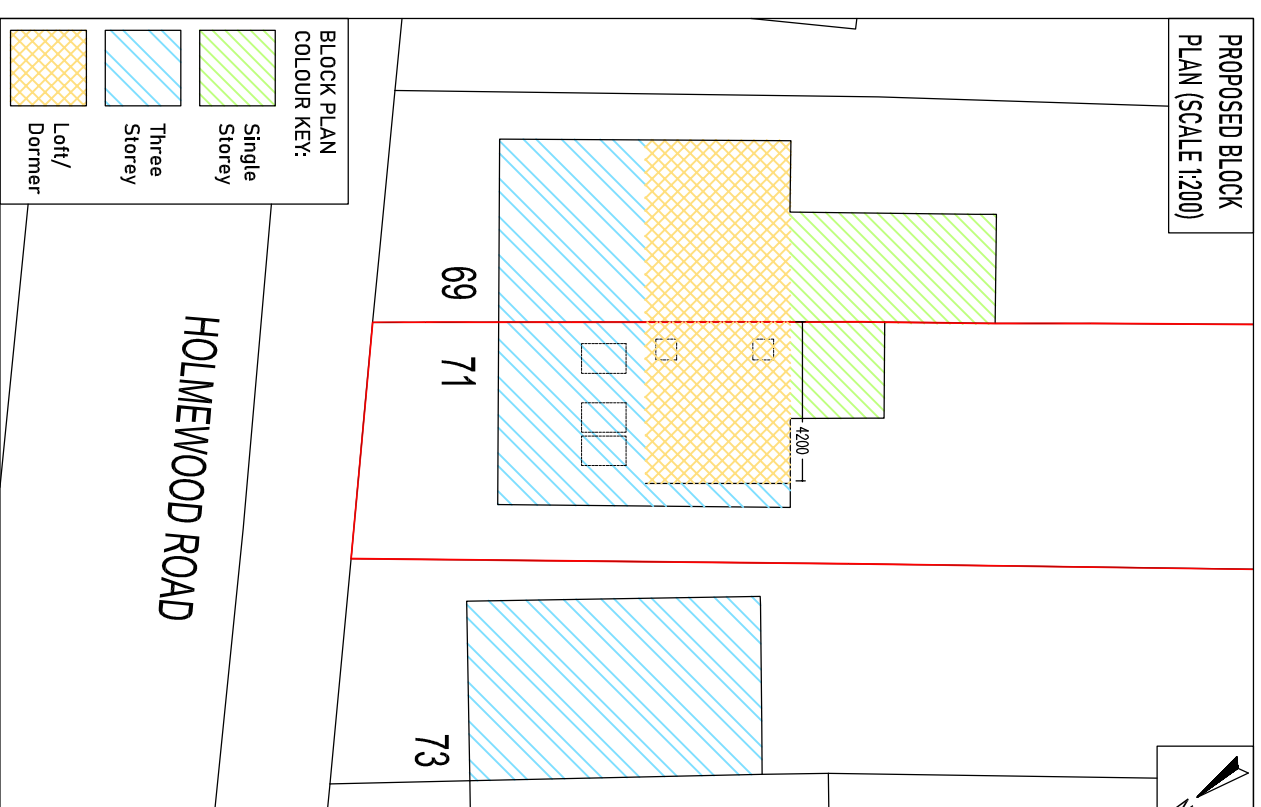 PROPOSED BLOCK
PLAN (SCALE 1:200)
BLOCK PLAN
COLOUR KEY:
Single
Storey
Three
Storey
Loft/
Dormer
69
71
4200
73
HOLMEWOOD ROAD